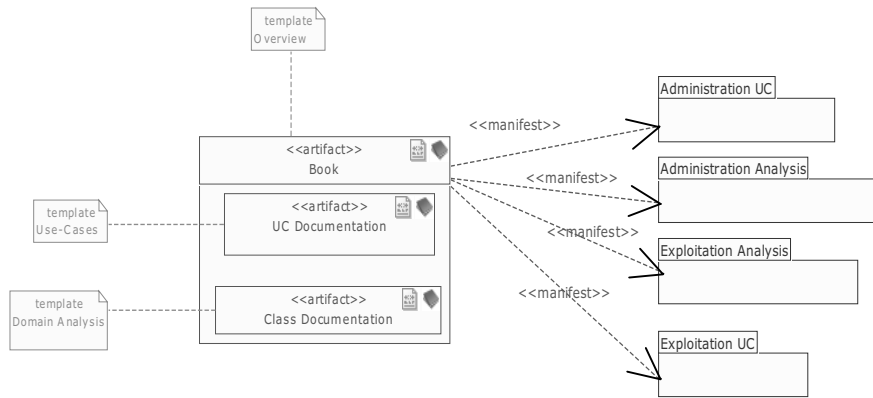 template
Overview
<<artifact>>
Book
<<artifact>>
UC Documentation
<<artifact>>
Class Documentation
template
Use-Cases
template
Domain Analysis
<<manifest>>
<<manifest>>
<<manifest>>
<<manifest>>
Administration UC
Administration Analysis
Exploitation Analysis
Exploitation UC